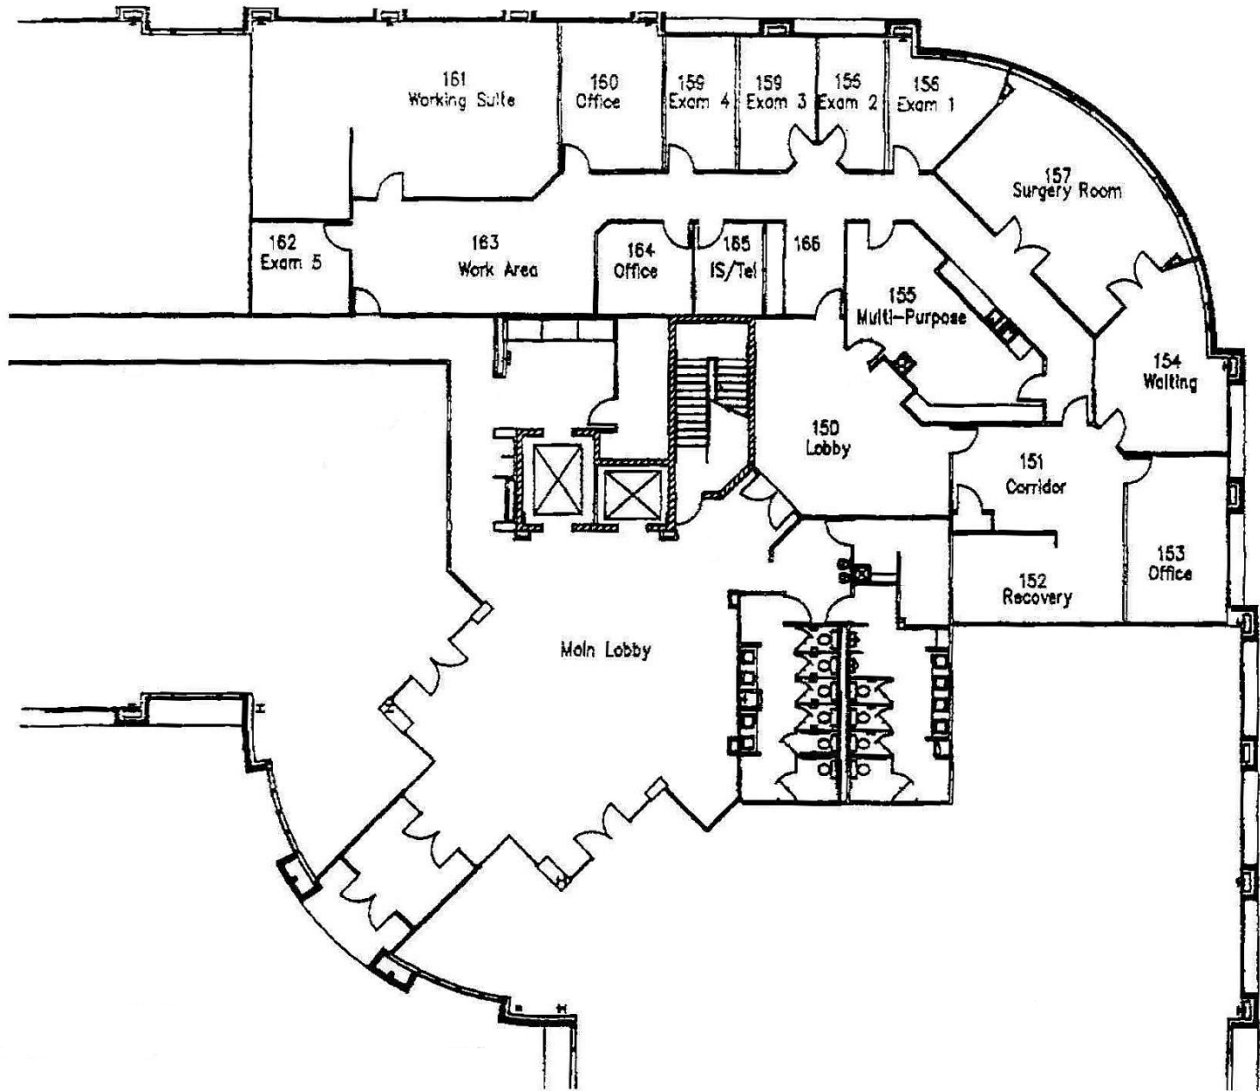 161
Working Suite
160
Office
159
Exam 4
159
Exam 3
156
Exam 2
156
Exam 1
157
Surgery Room
162
Exam 5
163
Work Area
164
Office
165
IS/Tel
166
155
Multi-Purpose
154
Waiting
150
Lobby
151
Corridor
153
Office
152
Recovery
Main Lobby